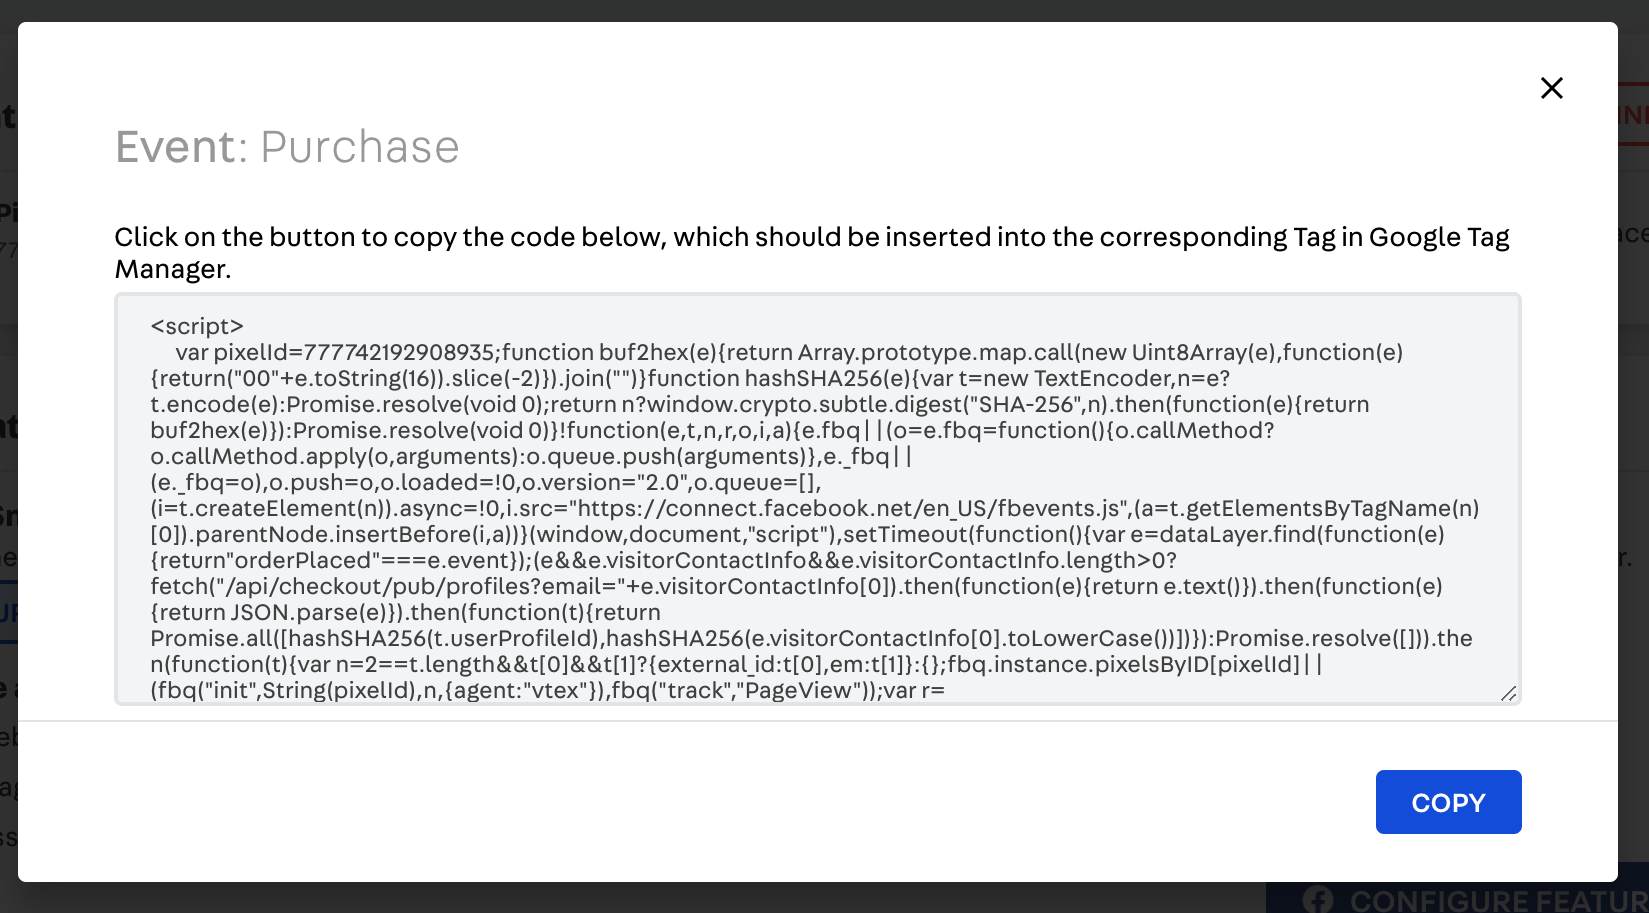 Event: Purchase
Click on the button to copy the code below, which should be inserted into the corresponding Tag in Google Tag
Manager.
<script>
var pixelId=777742192908935;function buf2hex(e){return Array.prototype.map.call(new Uint8Array(e),function(e)
{return("00"+e.toString(16)).slice(-2)}).join("")}function hashSHA256(e){var t=new TextEncoder,n=e?
t.encode(e):Promise.resolve(void 0);return n?window.crypto.subtle.digest("SHA-256",n).then(function(e){return
buf2hex(e)}):Promise.resolve(void 0)}!function(e,t,n,r,o,i,a){e.fbq||(o=e.fbq=function(){o.callMethod?
o.callMethod.apply(o,arguments):o.queue.push(arguments)},e._fbq||
(e._fbq=o),o.push=o,o.loaded=!0,o.version="2.0",o.queue=[],
(i=t.createElement(n)).async=!0,i.src="https://connect.facebook.net/en_US/fbevents.js",(a=t.getElementsByTagName(n)
[0]).parentNode.insertBefore(i,a))}(window,document,"script"),setTimeout(function(){var e=dataLayer.find(function(e)
{return"orderPlaced"===e.event});(e&&e.visitorContactInfo&&e.visitorContactInfo.length>0?
fetch("/api/checkout/pub/profiles?email="+e.visitorContactInfo[0]).then(function(e){return e.text()}).then(function(e)
{return JSON.parse(e)}).then(function(t){return
Promise.all([hashSHA256(t.userProfileId),hashSHA256(e.visitorContactInfo[0].toLowerCase())])}):Promise.resolve([])).the
n(function(t){var n=2==t.length&&t[0]&&t[1]?{external_id:t[0],em:t[1]}:{};fbq.instance.pixelsByID[pixelId]||
(fbq("init",String(pixelId),n,{agent:"vtex"}),fbq("track","PageView"));var r=
COPY
CONFIGURE